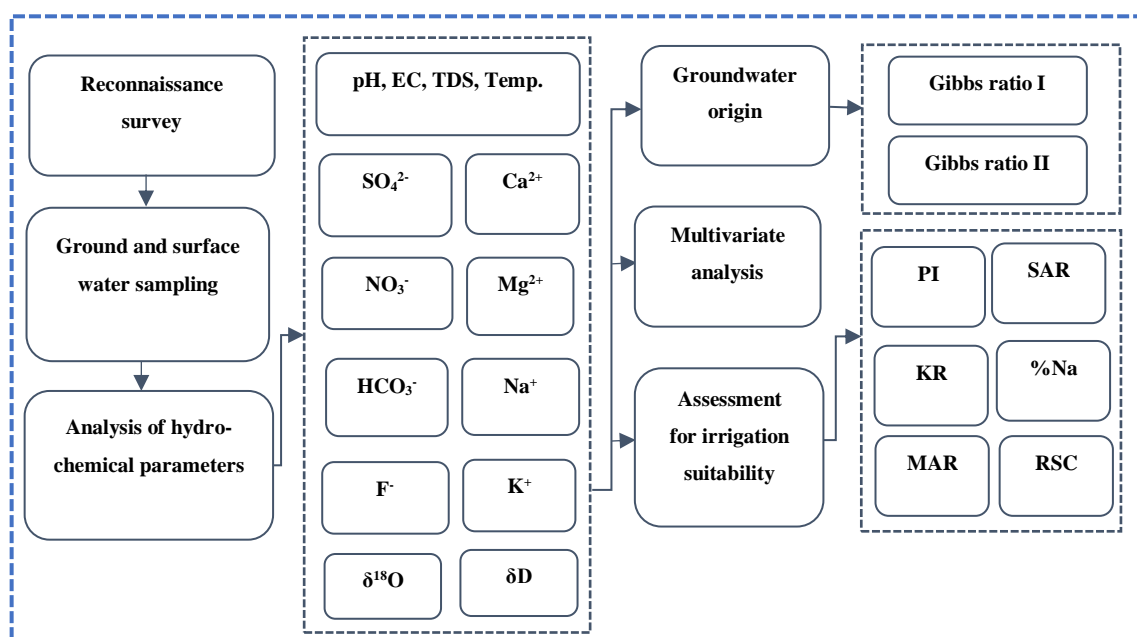 Reconnaissance
survey
Ground and surface
water sampling
Analysis of hydro-
chemical parameters
pH, EC, TDS, Temp.
SO₄²⁻
Ca²⁺
NO₃⁻
Mg²⁺
HCO₃⁻
Na⁺
F⁻
K⁺
δ¹⁸O
δD
Groundwater
origin
Multivariate
analysis
Assessment
for irrigation
suitability
Gibbs ratio I
Gibbs ratio II
PI
SAR
KR
%Na
MAR
RSC